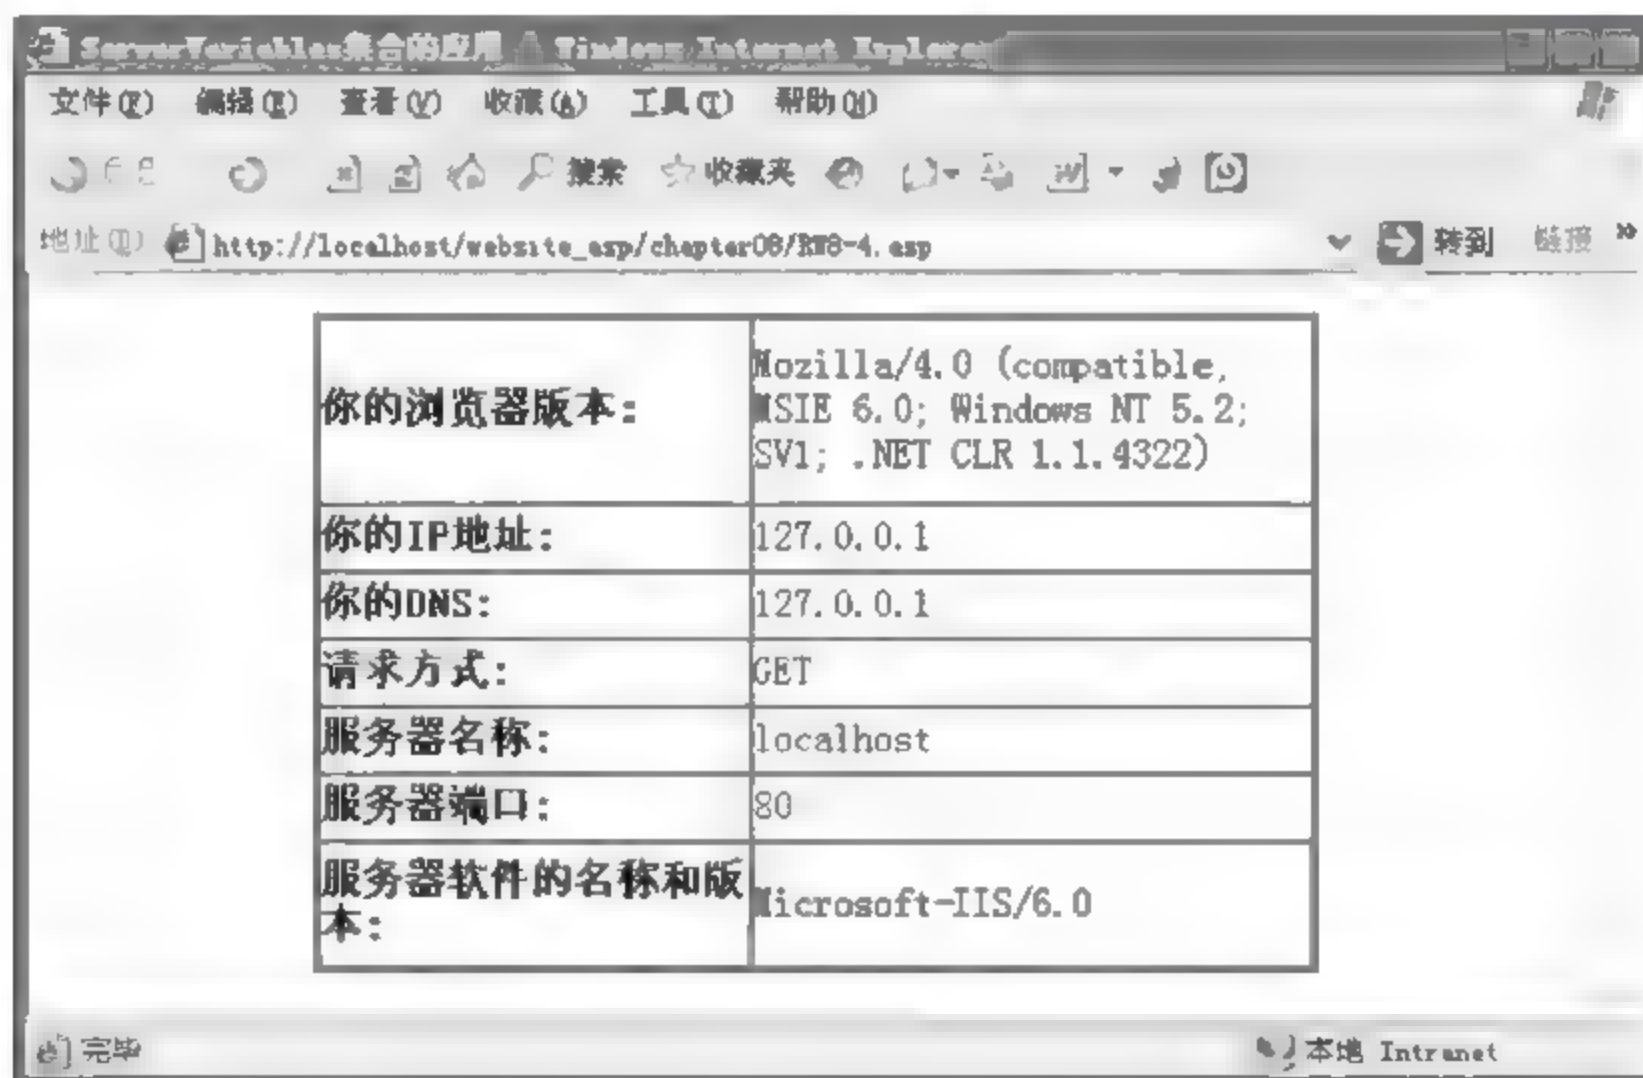 ServerVariables集合的应用 - Windows Internet Explorer
文件(F) 编辑(E) 查看(V) 收藏(A) 工具(T) 帮助(H)
搜索 收藏夹
地址(D) http://localhost/website_asp/chapter08/RW8-4.asp 转到 链接 »
你的浏览器版本: Mozilla/4.0 (compatible,
MSIE 6.0; Windows NT 5.2;
SV1; .NET CLR 1.1.4322)
你的IP地址: 127.0.0.1
你的DNS: 127.0.0.1
请求方式: GET
服务器名称: localhost
服务器端口: 80
服务器软件的名称和版
本: Microsoft-IIS/6.0
完毕 本地 Intranet